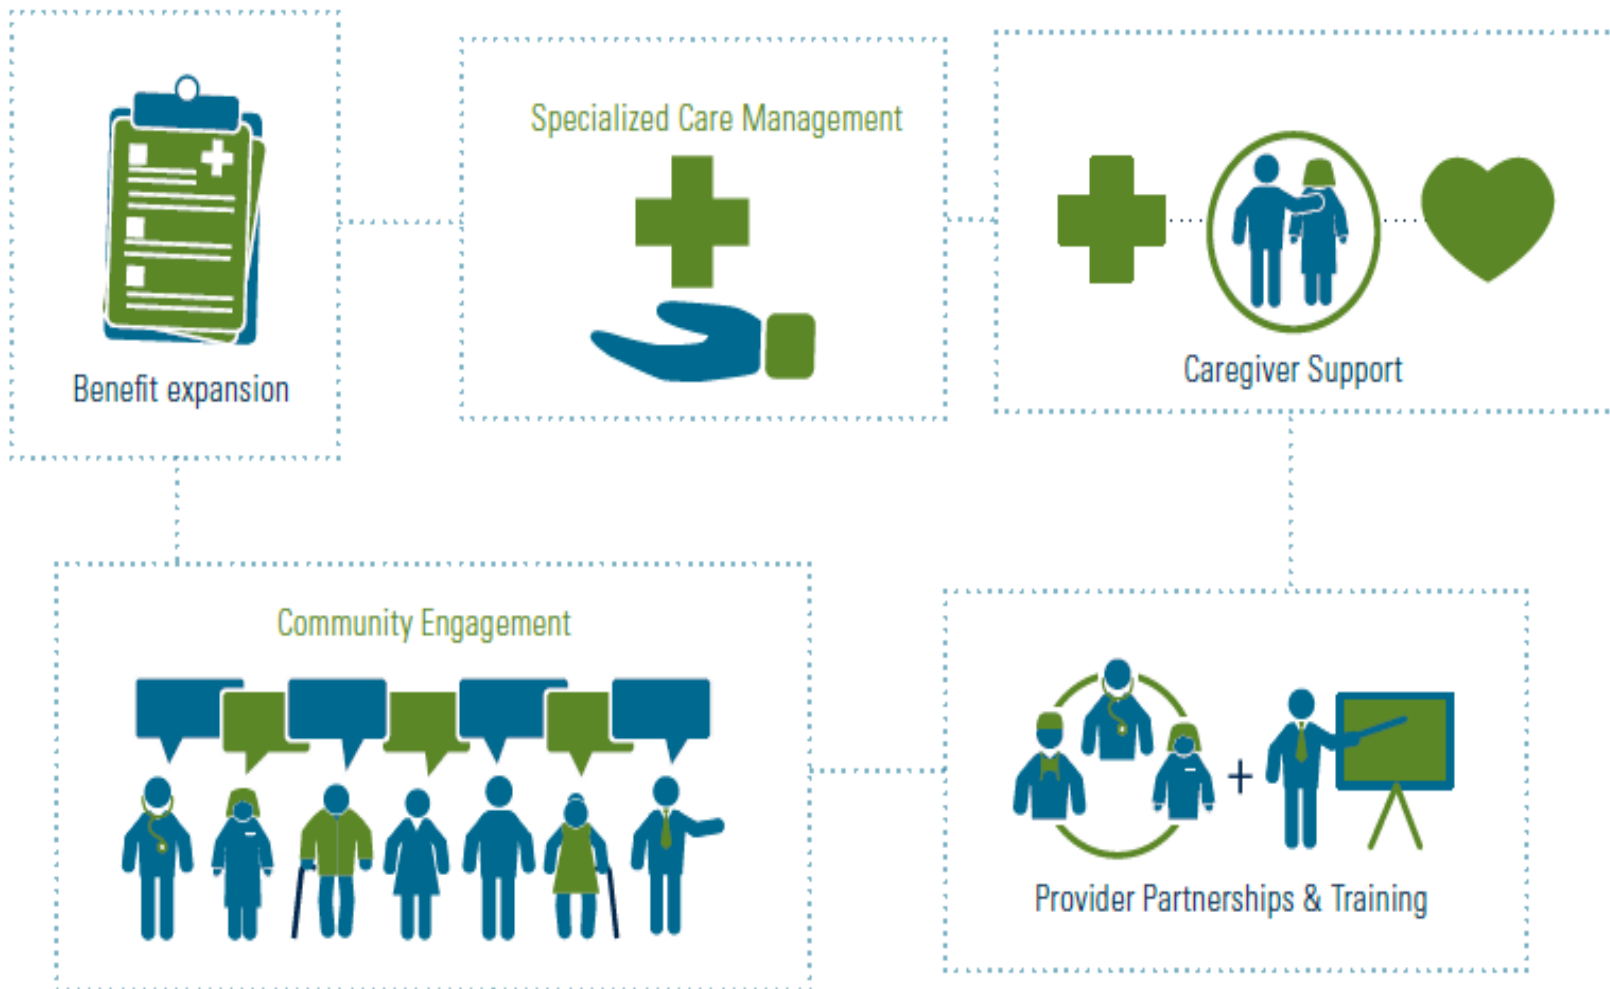 Specialized Care Management
Benefit expansion
Caregiver Support
Community Engagement
+
Provider Partnerships & Training